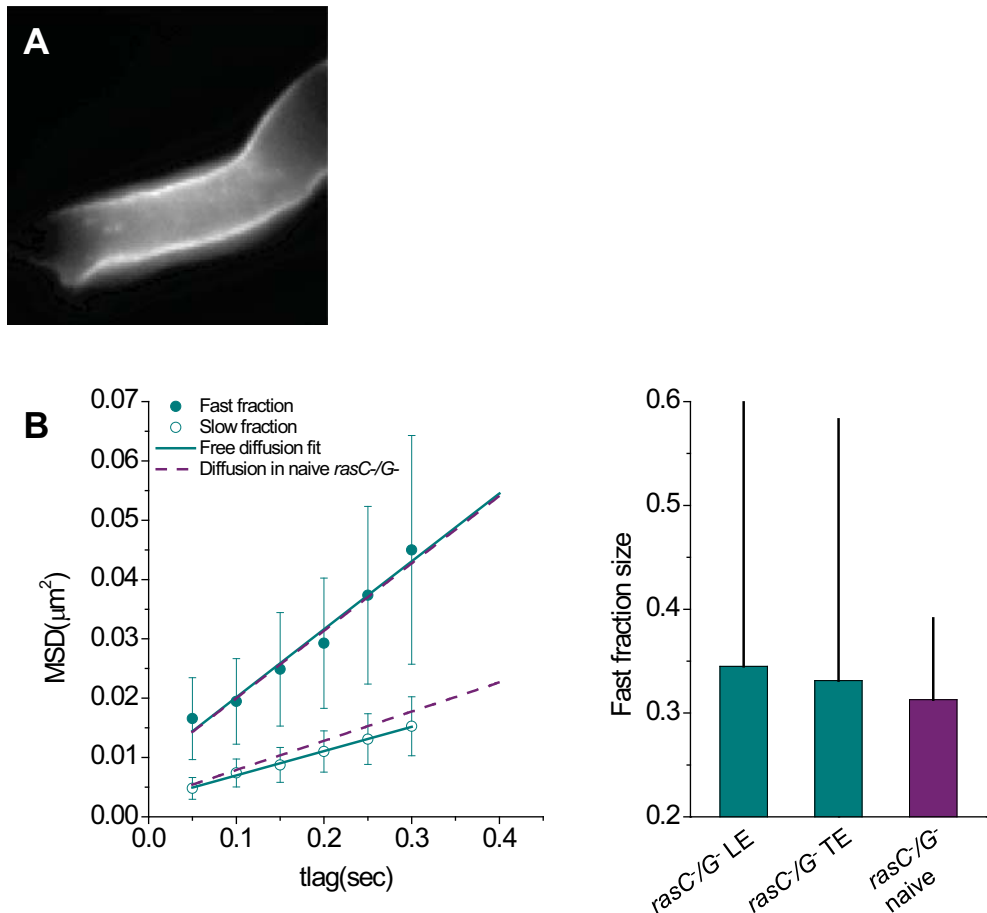 A
B
0.07
0.06
0.05
0.04
0.03
0.02
0.01
0.00
MSD(μm²)
Fast fraction
Slow fraction
Free diffusion fit
Diffusion in naive rasC-/G-
0.0 0.1 0.2 0.3 0.4
tlag(sec)
0.6
0.5
0.4
0.3
0.2
Fast fraction size
rasC-/G- LE
rasC-/G- TE
rasC-/G-
naive